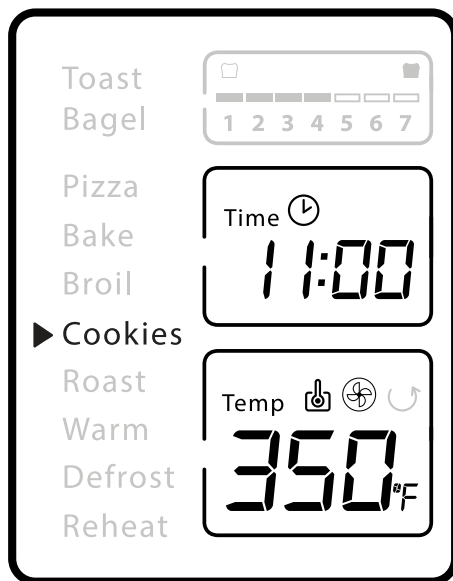 Toast
Bagel
1 2 3 4 5 6 7
Pizza
Bake
Broil
Cookies
Roast
Warm
Defrost
Reheat
Time
11:00
Temp
350°F